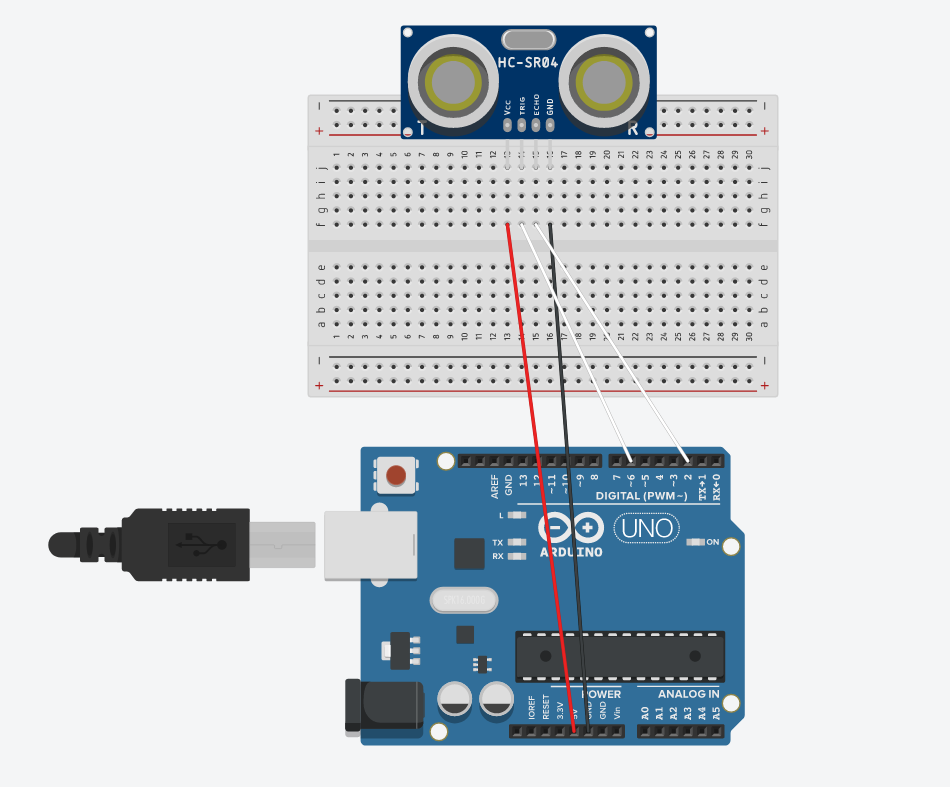 HC-SR04
Vcc TRIG ECHO GND
T R
− −
+ +
1 2 3 4 5 6 7 8 9 10 11 12 13 14 15 16 17 18 19 20 21 22 23 24 25 26 27 28 29 30
j j
i i
h h
g g
f f
e e
d d
c c
b b
a a
1 2 3 4 5 6 7 8 9 10 11 12 13 14 15 16 17 18 19 20 21 22 23 24 25 26 27 28 29 30
− −
+ +
AREF GND 13 12 ~11 ~10 ~9 8 7 ~6 ~5 4 ~3 2 TX→1 RX←0
DIGITAL (PWM~)
L
TX
RX
ARDUINO
UNO
ON
POWER ANALOG IN
IOREF RESET 3.3V 5V GND GND Vin A0 A1 A2 A3 A4 A5